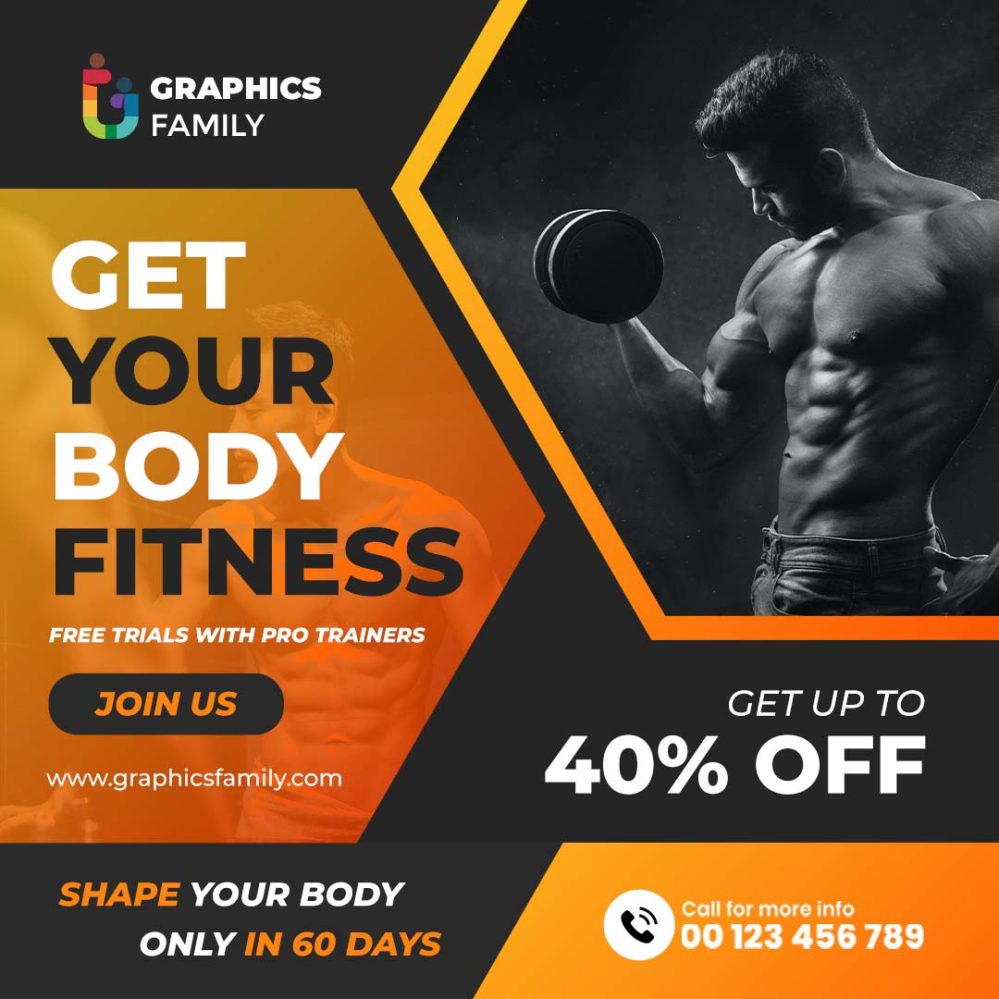 GRAPHICS
FAMILY
GET
YOUR
BODY
FITNESS
FREE TRIALS WITH PRO TRAINERS
JOIN US
www.graphicsfamily.com
GET UP TO
40% OFF
SHAPE YOUR BODY
ONLY IN 60 DAYS
Call for more info
00 123 456 789